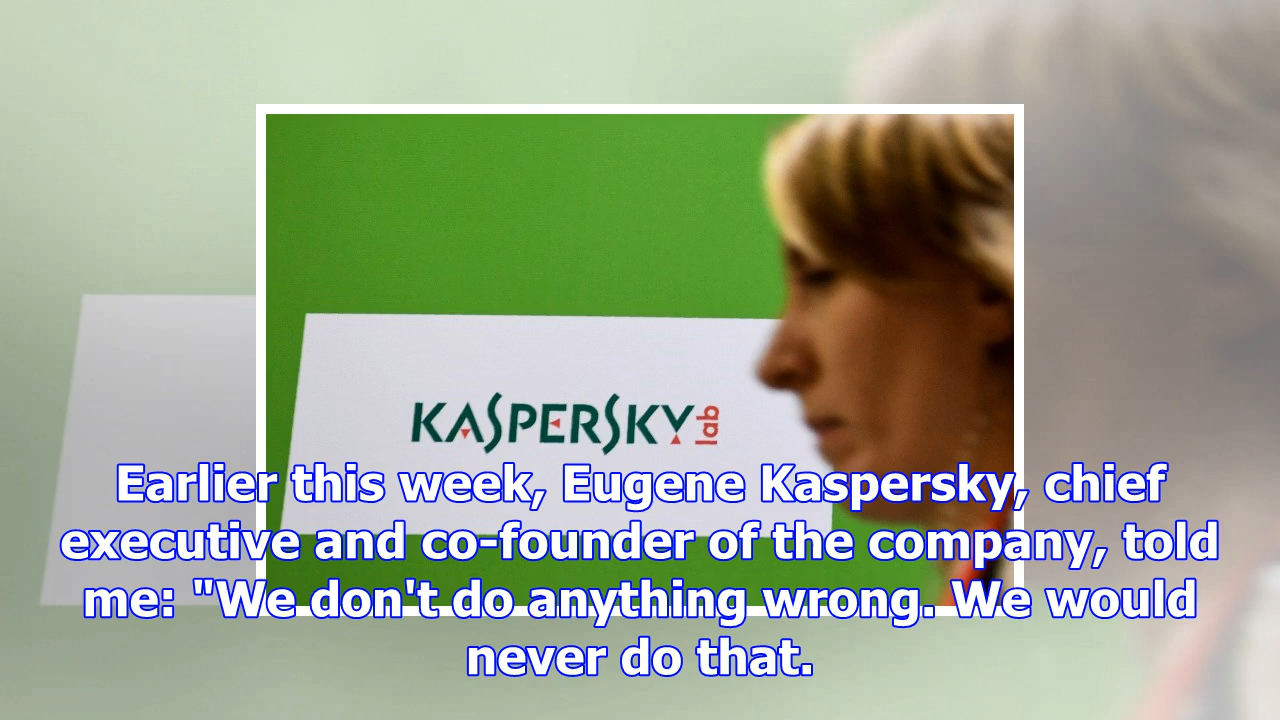 KASPERSKY lab
Earlier this week, Eugene Kaspersky, chief
executive and co-founder of the company, told
me: "We don't do anything wrong. We would
never do that.